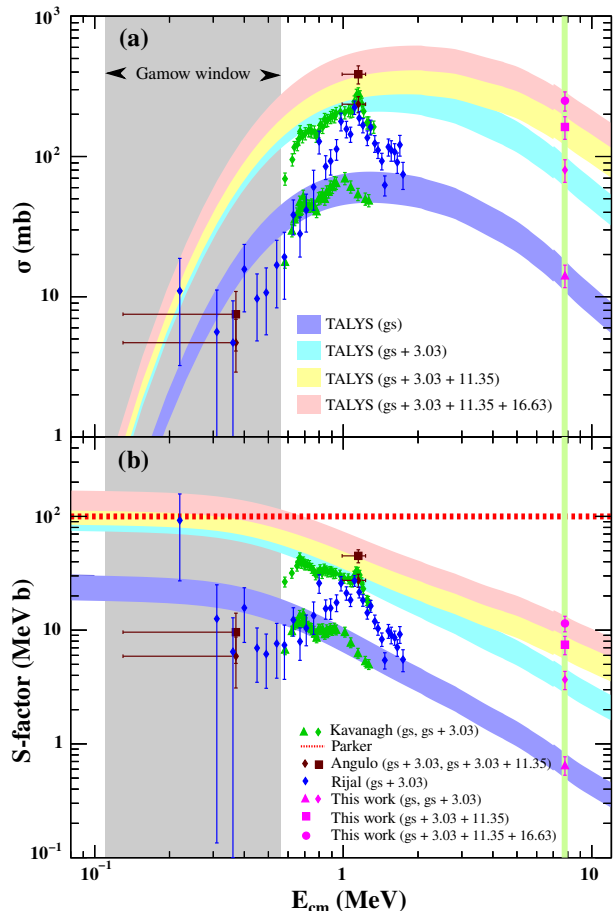 (a)
Gamow window
10³
10²
10
1
σ (mb)
TALYS (gs)
TALYS (gs + 3.03)
TALYS (gs + 3.03 + 11.35)
TALYS (gs + 3.03 + 11.35 + 16.63)
(b)
10²
10
1
10⁻¹
S-factor (MeV b)
Kavanagh (gs, gs + 3.03)
Parker
Angulo (gs + 3.03, gs + 3.03 + 11.35)
Rijal (gs + 3.03)
This work (gs, gs + 3.03)
This work (gs + 3.03 + 11.35)
This work (gs + 3.03 + 11.35 + 16.63)
10⁻¹ 1 10
E_cm (MeV)